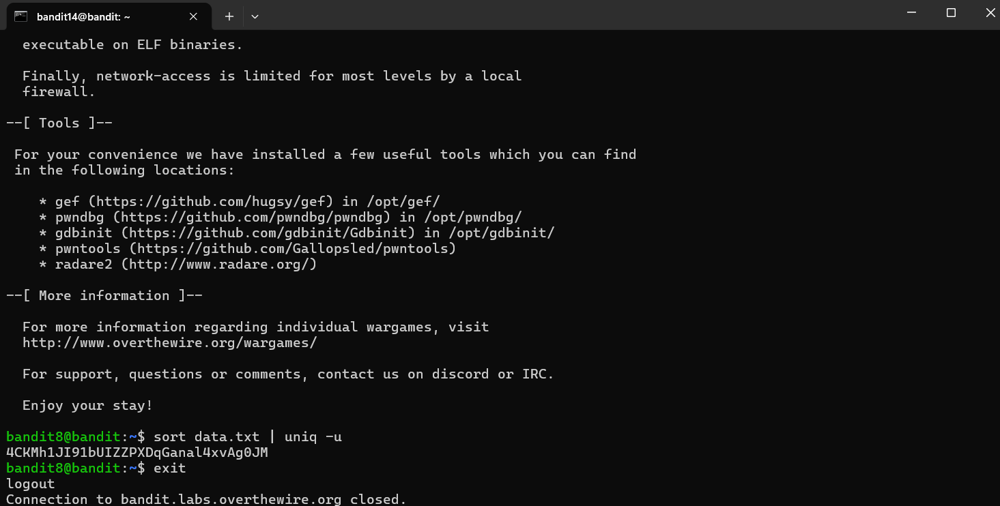 bandit14@bandit: ~
executable on ELF binaries.
Finally, network-access is limited for most levels by a local
firewall.
--[ Tools ]--
For your convenience we have installed a few useful tools which you can find
in the following locations:
* gef (https://github.com/hugsy/gef) in /opt/gef/
* pwndbg (https://github.com/pwndbg/pwndbg) in /opt/pwndbg/
* gdbinit (https://github.com/gdbinit/Gdbinit) in /opt/gdbinit/
* pwntools (https://github.com/Gallopsled/pwntools)
* radare2 (http://www.radare.org/)
--[ More information ]--
For more information regarding individual wargames, visit
http://www.overthewire.org/wargames/
For support, questions or comments, contact us on discord or IRC.
Enjoy your stay!
bandit8@bandit:~$ sort data.txt | uniq -u
4CKMh1JI91bUIZZPXDqGanal4xvAg0JM
bandit8@bandit:~$ exit
logout
Connection to bandit.labs.overthewire.org closed.